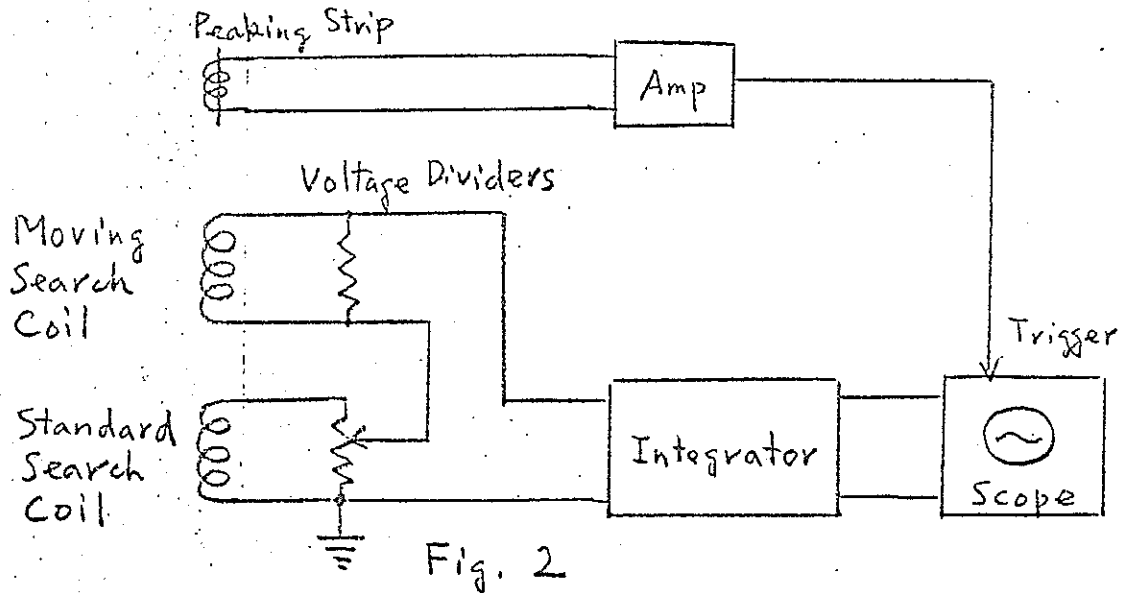 Peaking Strip
Amp
Voltage Dividers
Moving
Search
Coil
Trigger
Standard
Search
Coil
Integrator
Scope
Fig. 2